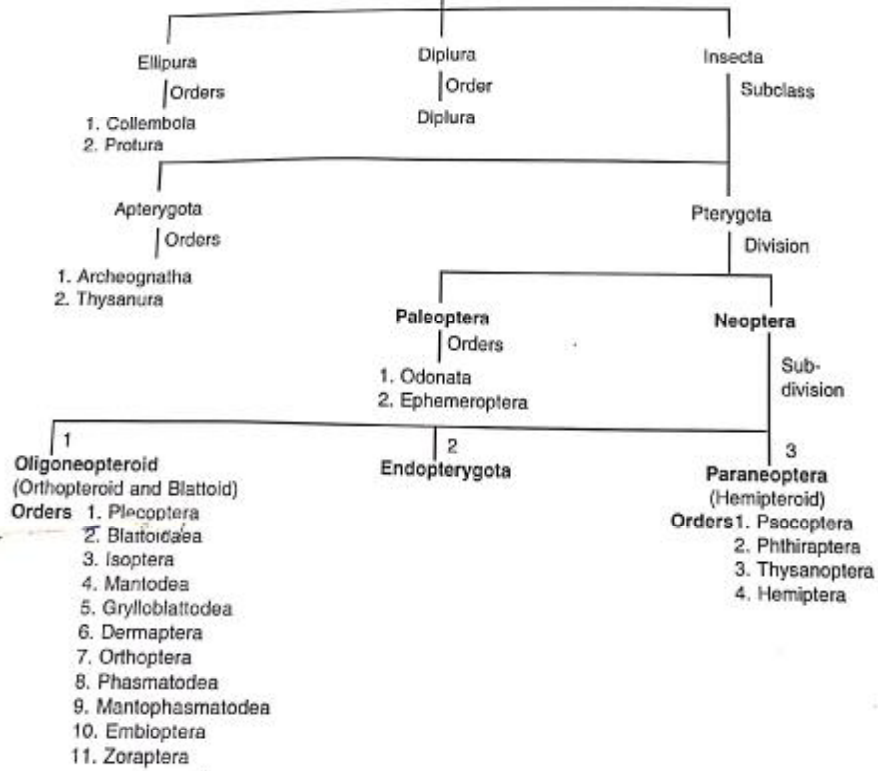 Ellipura
Diplura
Insecta
Orders
Order
Subclass
1. Collembola
2. Protura
Diplura
Apterygota
Pterygota
Orders
Division
1. Archeognatha
2. Thysanura
Paleoptera
Neoptera
Orders
1. Odonata
2. Ephemeroptera
Sub-
division
1
Oligoneopteroid
(Orthopteroid and Blattoid)
Orders 1. Plecoptera
2. Blattoidaea
3. Isoptera
4. Mantodea
5. Grylloblattodea
6. Dermaptera
7. Orthoptera
8. Phasmatodea
9. Mantophasmatodea
10. Embioptera
11. Zoraptera
2
Endopterygota
3
Paraneoptera
(Hemipteroid)
Orders 1. Psocoptera
2. Phthiraptera
3. Thysanoptera
4. Hemiptera